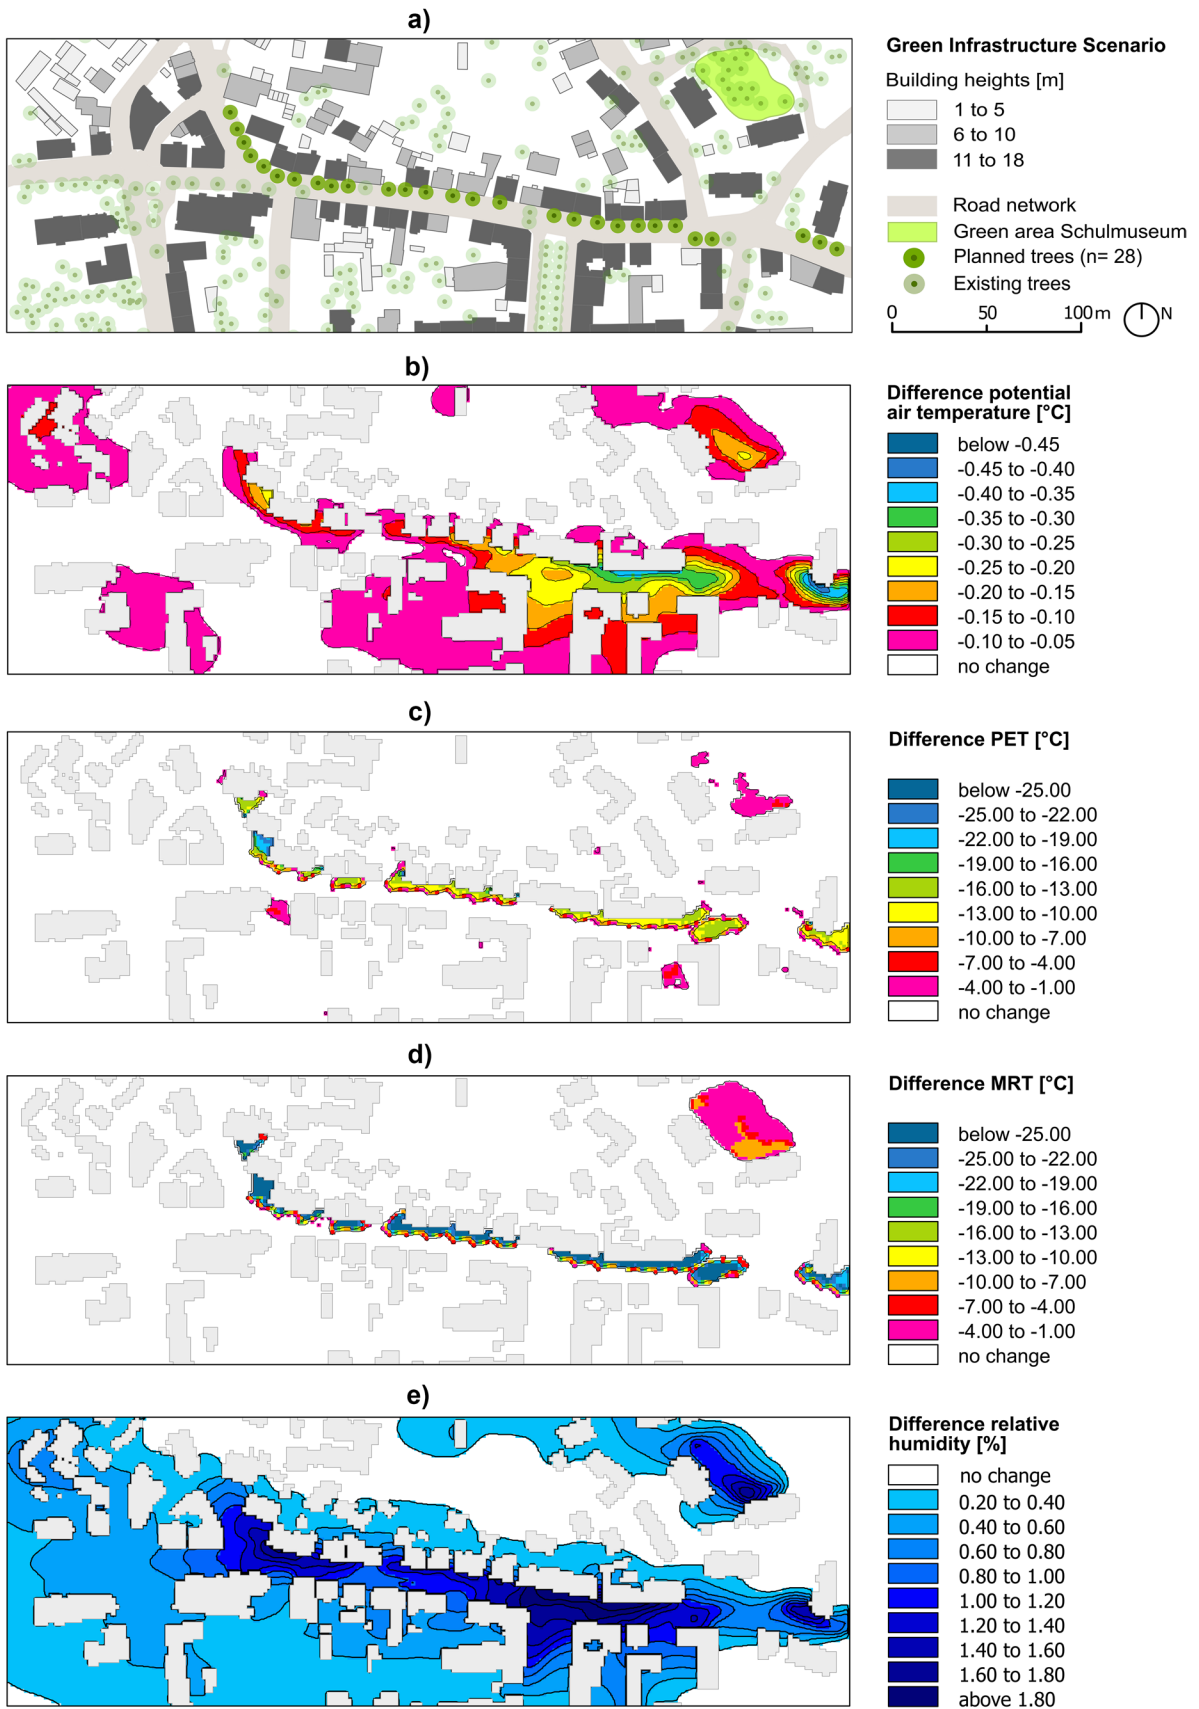 a)
Green Infrastructure Scenario
Building heights [m]
1 to 5
6 to 10
11 to 18
Road network
Green area Schulmuseum
Planned trees (n= 28)
Existing trees
0 50 100m N
b)
Difference potential
air temperature [°C]
below -0.45
-0.45 to -0.40
-0.40 to -0.35
-0.35 to -0.30
-0.30 to -0.25
-0.25 to -0.20
-0.20 to -0.15
-0.15 to -0.10
-0.10 to -0.05
no change
c)
Difference PET [°C]
below -25.00
-25.00 to -22.00
-22.00 to -19.00
-19.00 to -16.00
-16.00 to -13.00
-13.00 to -10.00
-10.00 to -7.00
-7.00 to -4.00
-4.00 to -1.00
no change
d)
Difference MRT [°C]
below -25.00
-25.00 to -22.00
-22.00 to -19.00
-19.00 to -16.00
-16.00 to -13.00
-13.00 to -10.00
-10.00 to -7.00
-7.00 to -4.00
-4.00 to -1.00
no change
e)
Difference relative
humidity [%]
no change
0.20 to 0.40
0.40 to 0.60
0.60 to 0.80
0.80 to 1.00
1.00 to 1.20
1.20 to 1.40
1.40 to 1.60
1.60 to 1.80
above 1.80